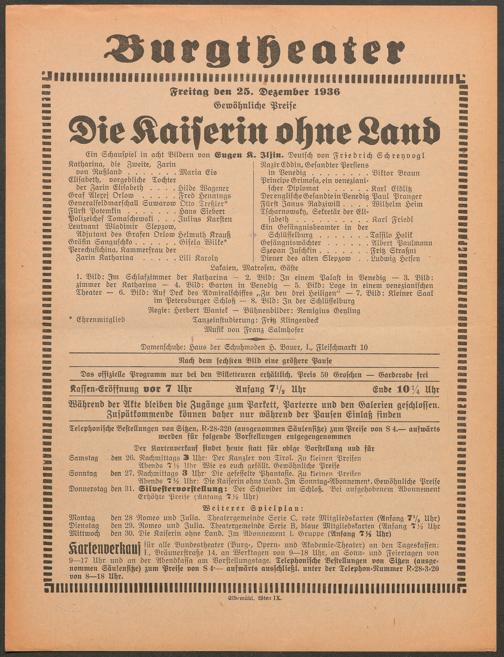 Burgtheater
Freitag den 25. Dezember 1936
Gewöhnliche Preise
Die Kaiserin ohne Land
Ein Schauspiel in acht Bildern von Eugen K. Iljin. Deutsch von Friedrich Schreyvogl
Katharina, die Zweite, Zarin
von Rußland . . . . . . . . . Maria Eis
Elisabeth, vorgebliche Tochter
der Zarin Elisabeth . . . . . Hilde Wagener
Graf Alexej Orlow . . . . . Fred Hennings
Generalfeldmarschall Suwarow Otto Treßler*
Fürst Potemkin . . . . . . Hans Siebert
Polizeichef Tomaschewski . . . Julius Karsten
Leutnant Wladimir Slepzow,
Adjutant des Grafen Orlow Helmuth Krauß
Gräfin Sanguschko . . . . . Gisela Wilke*
Perechuschina, Kammerfrau der
Zarin Katharina . . . . . . Lili Karoly
Nazir Eddin, Gesandter Persiens
in Venedig . . . . . . . . Viktor Braun
Principe Grimosa, ein veneziani-
scher Diplomat . . . . . . Karl Eidlitz
Der englische Gesandte in Venedig Paul Pranger
Fürst Janus Radziwill . . . . Wilhelm Heim
Tscharnowsky, Sekretär der Eli-
sabeth . . . . . . . . . . Karl Friedl
Ein Gefängnisbeamter in der
Schlüsselburg . . . . . . . Tassilo Holik
Gefängniswächter . . . . . Albert Paulmann
Szewan Jungschin . . . . . Fritz Straßni
Diener des alten Slepzow . . Ludwig Heisen
Lakaien, Matrosen, Gäste
1. Bild: Im Schlafzimmer der Katharina — 2. Bild: In einem Palast in Venedig — 3. Bild:
zimmer der Katharina — 4. Bild: Garten in Venedig — 5. Bild: Loge in einem venezianischen
Theater — 6. Bild: Auf Deck des Admiralschiffes „Zu den drei Heiligen“ — 7. Bild: Kleiner Saal
im Petersburger Schloß — 8. Bild: In der Schlüsselburg
Regie: Herbert Waniek – Bühnenbilder: Remigius Geyling
* Ehrenmitglied
Tanzeinstudierung: Fritz Klingenbeck
Musik von Franz Salmhofer
Damenschuhe: Haus der Schuhmoden H. Bauer, I., Fleischmarkt 10
Nach dem sechsten Bild eine größere Pause
Das offizielle Programm nur bei den Billetteuren erhältlich. Preis 50 Groschen — Garderobe frei
Kassen-Eröffnung vor 7 Uhr Anfang 7½ Uhr Ende 10¼ Uhr
Während der Akte bleiben die Zugänge zum Parkett, Parterre und den Galerien geschlossen.
Zuspätkommende können daher nur während der Pausen Einlaß finden
Telephonische Bestellungen von Sitzen, R-28-320 (ausgenommen Säulensitze) zum Preise von S 4.— aufwärts
werden für folgende Vorstellungen entgegengenommen
Der Kartenverkauf findet heute statt für obige Vorstellung und für
Samstag den 26. Nachmittags 3 Uhr: Der Kanzler von Tirol. Zu kleinen Preisen
Abends 7½ Uhr Wie es euch gefällt. Gewöhnliche Preise
Sonntag den 27. Nachmittags 3 Uhr: Die gefesselte Phantasie. Zu kleinen Preisen
Abends 7½ Uhr: Die Kaiserin ohne Land. Im Sonntag-Abonnement. Gewöhnliche Preise
Donnerstag den 31. Silvestervorstellung: Der Schneider im Schloß. Bei aufgehobenem Abonnement
Erhöhte Preise (Anfang 7½ Uhr)
Weiterer Spielplan:
Montag den 28 Romeo und Julia. Theatergemeinde Serie C, rote Mitgliedskarten (Anfang 7½ Uhr)
Dienstag den 29. Romeo und Julia. Theatergemeinde Serie B, blaue Mitgliedskarten (Anfang 7½ Uhr)
Mittwoch den 30. Die Kaiserin ohne Land. Im Abonnement I. Gruppe (Anfang 7½ Uhr)
Kartenverkauf für alle Bundestheater (Burg-, Opern- und Akademie-Theater) an den Tageskassen:
I., Bräunerstraße 14, an Werktagen von 9—18 Uhr, an Sonn- und Feiertagen von
9—17 Uhr und an der Abendkassa am Vorstellungstage. Telephonische Bestellungen von Sitzen (ausge-
nommen Säulensitze) zum Preise von S 4— aufwärts ausschließl. unter der Telephon-Nummer R-28-3-20
von 8—18 Uhr.
Elbemühl, Wien IX.